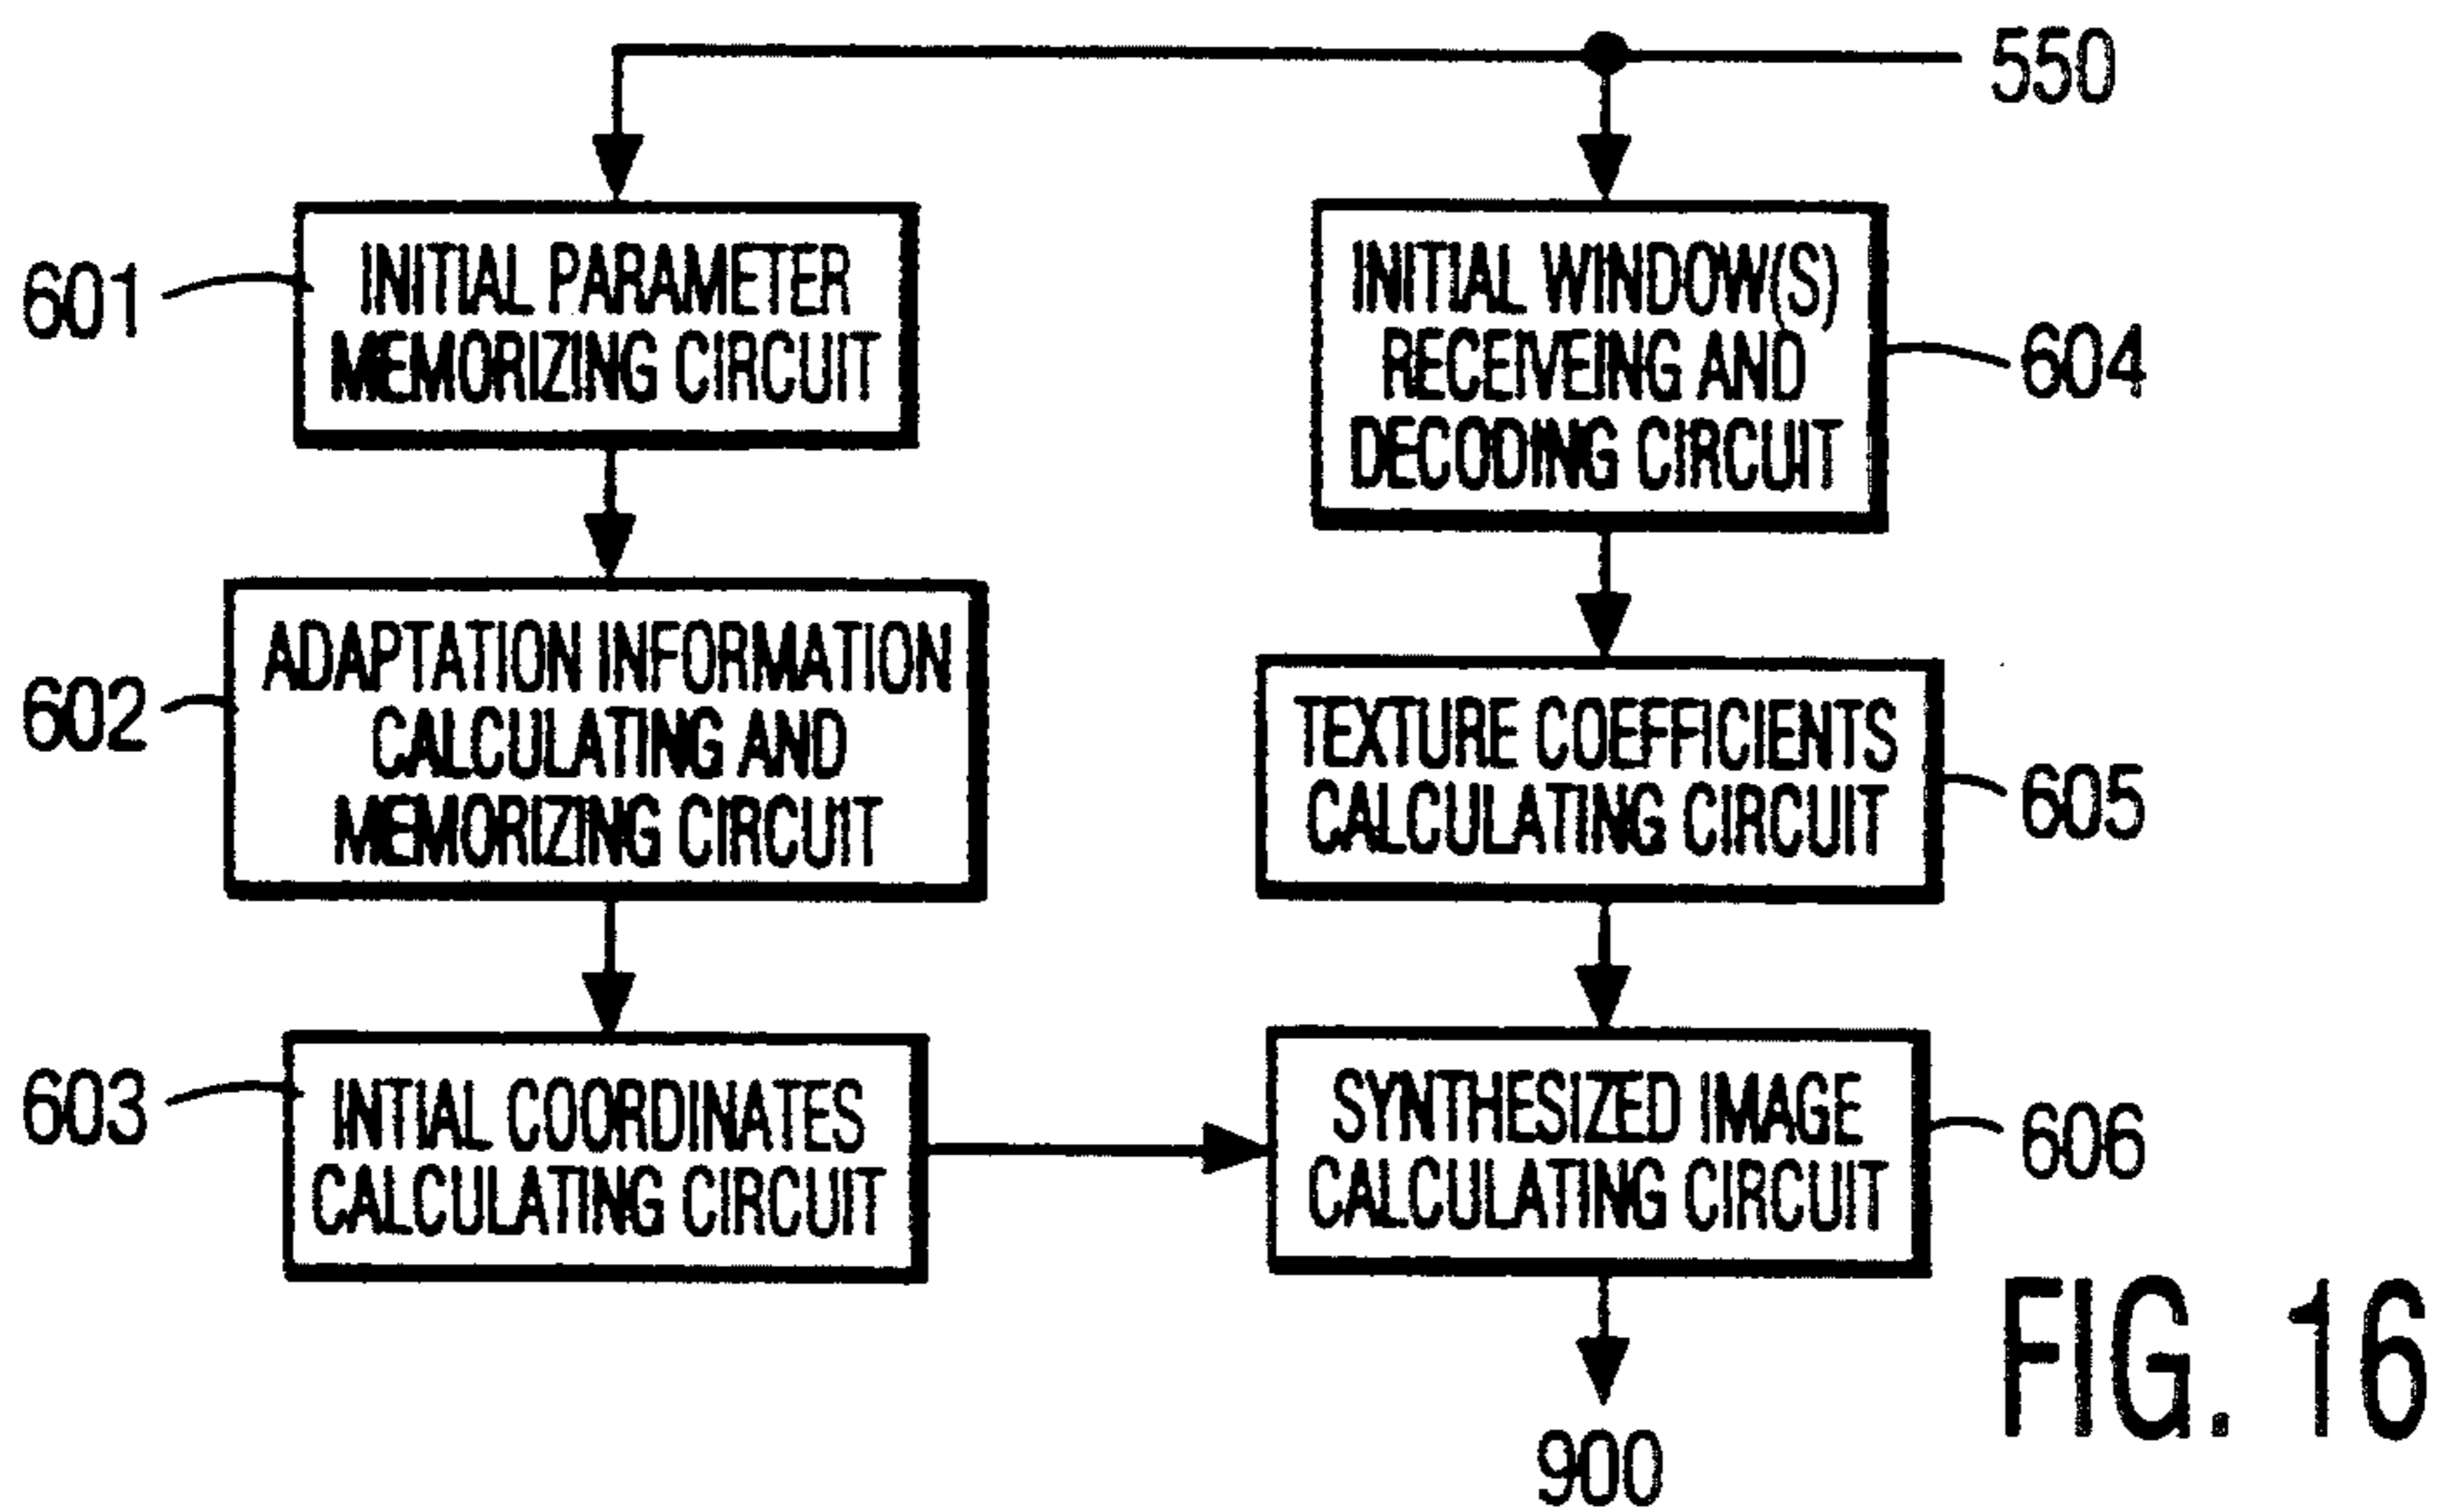 550
601
INITIAL PARAMETER
MEMORIZING CIRCUIT
INITIAL WINDOW(S)
RECEIVEING AND
DECODING CIRCUIT
604
602
ADAPTATION INFORMATION
CALCULATING AND
MEMORIZING CIRCUIT
TEXTURE COEFFICIENTS
CALCULATING CIRCUIT
605
603
INTIAL COORDINATES
CALCULATING CIRCUIT
SYNTHESIZED IMAGE
CALCULATING CIRCUIT
606
900
FIG. 16